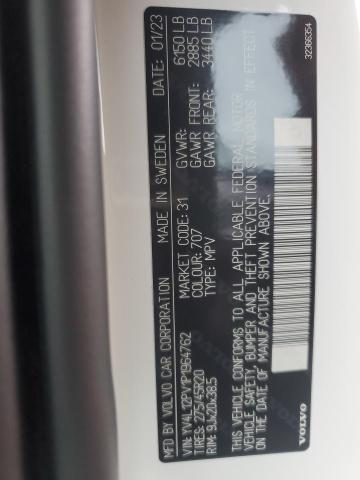 MFD BY VOLVO CAR CORPORATION
MADE IN SWEDEN
DATE: 01/23
VIN:YV4L12PV1P1964762
TIRES:275/45R20
RIM: 9JX20x38.5
MARKET CODE: 31
COLOUR: 707
TYPE: MPV
GVWR: 6150 LB
GAWR FRONT: 2885 LB
GAWR REAR: 3440 LB
THIS VEHICLE CONFORMS TO ALL APPLICABLE FEDERAL MOTOR
VEHICLE SAFETY, BUMPER AND THEFT PREVENTION STANDARDS IN EFFECT
ON THE DATE OF MANUFACTURE SHOWN ABOVE.
VOLVO
32366354